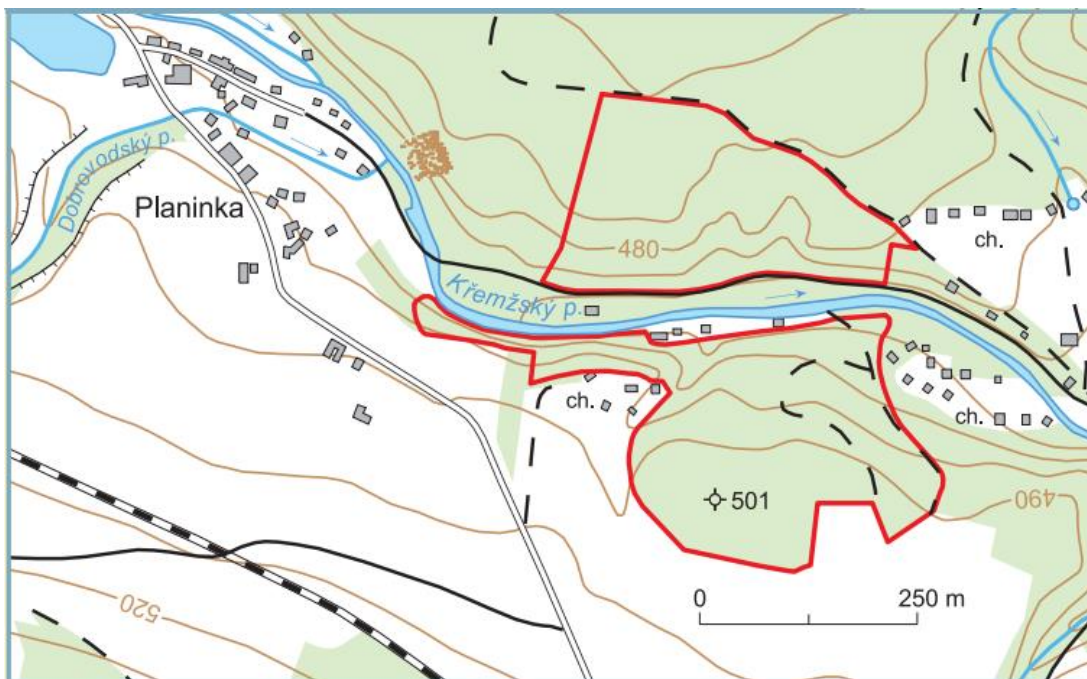 Dobrovodský p.
Planinka
480
ch.
Křemžský p.
ch.
ch.
501
490
0 250 m
520